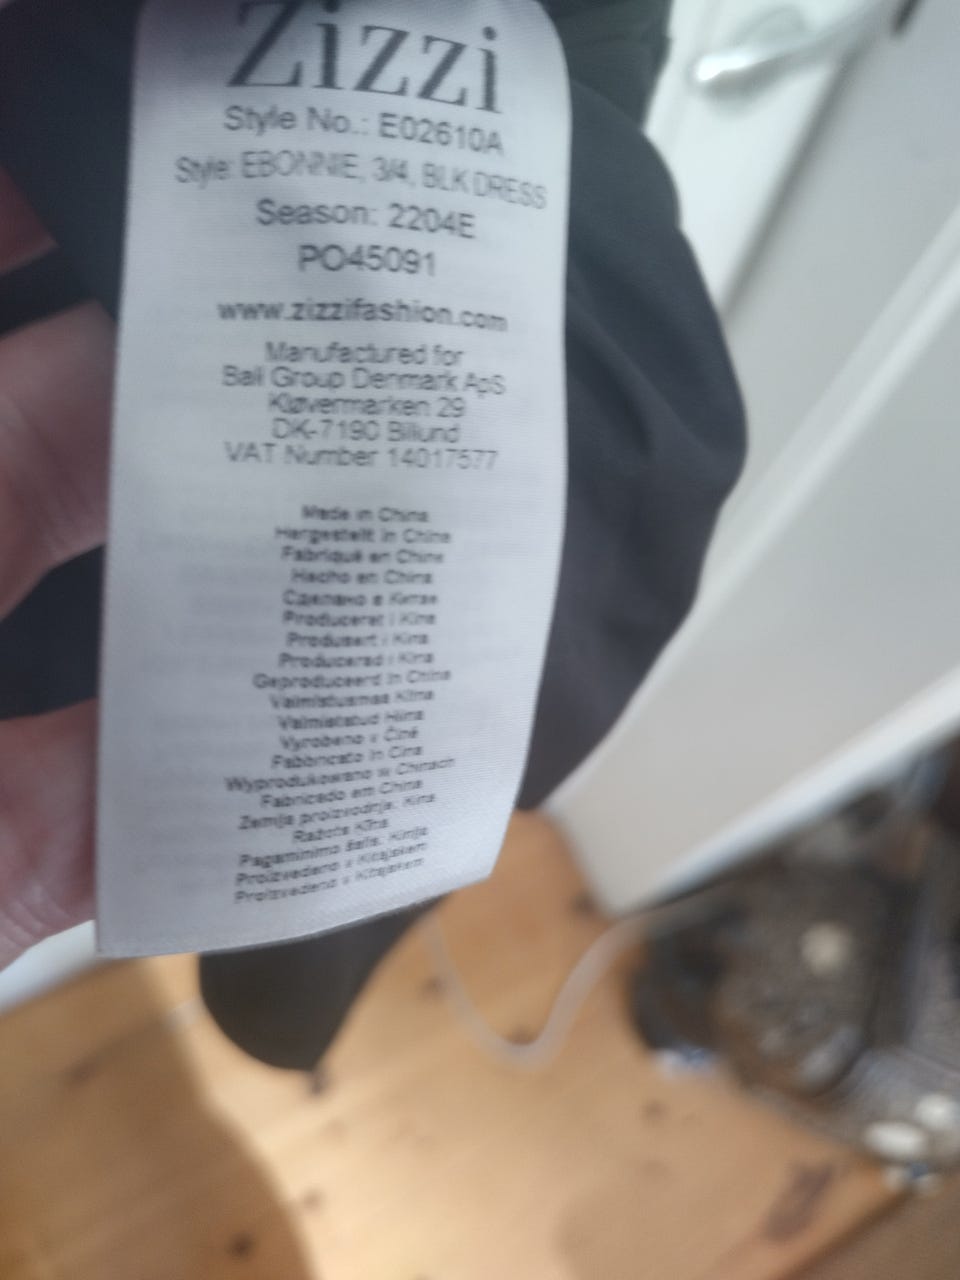 Zizzi
Style No.: E02610A
Style: EBONNIE, 3/4, BLK DRESS
Season: 2204E
PO45091
www.zizzifashion.com
Manufactured for
Ball Group Denmark ApS
Kløvermarken 29
DK-7190 Billund
VAT Number 14017577
Made in China
Hergestellt in China
Fabriqué en Chine
Hecho en China
Сделано в Китае
Produceret i Kina
Produsert i Kina
Producerad i Kina
Geproduceerd in China
Valmistusmaa Kiina
Valmistatud Hiina
Vyrobeno v Číně
Fabbricato in Cina
Wyprodukowano w Chinach
Fabricado em China
Zemlja proizvodnje. Kina
Ražots Ķīna
Pagaminimo šalis. Kinija
Proizvedeno v Kitajskem
Proizvedeno v Kitajskem